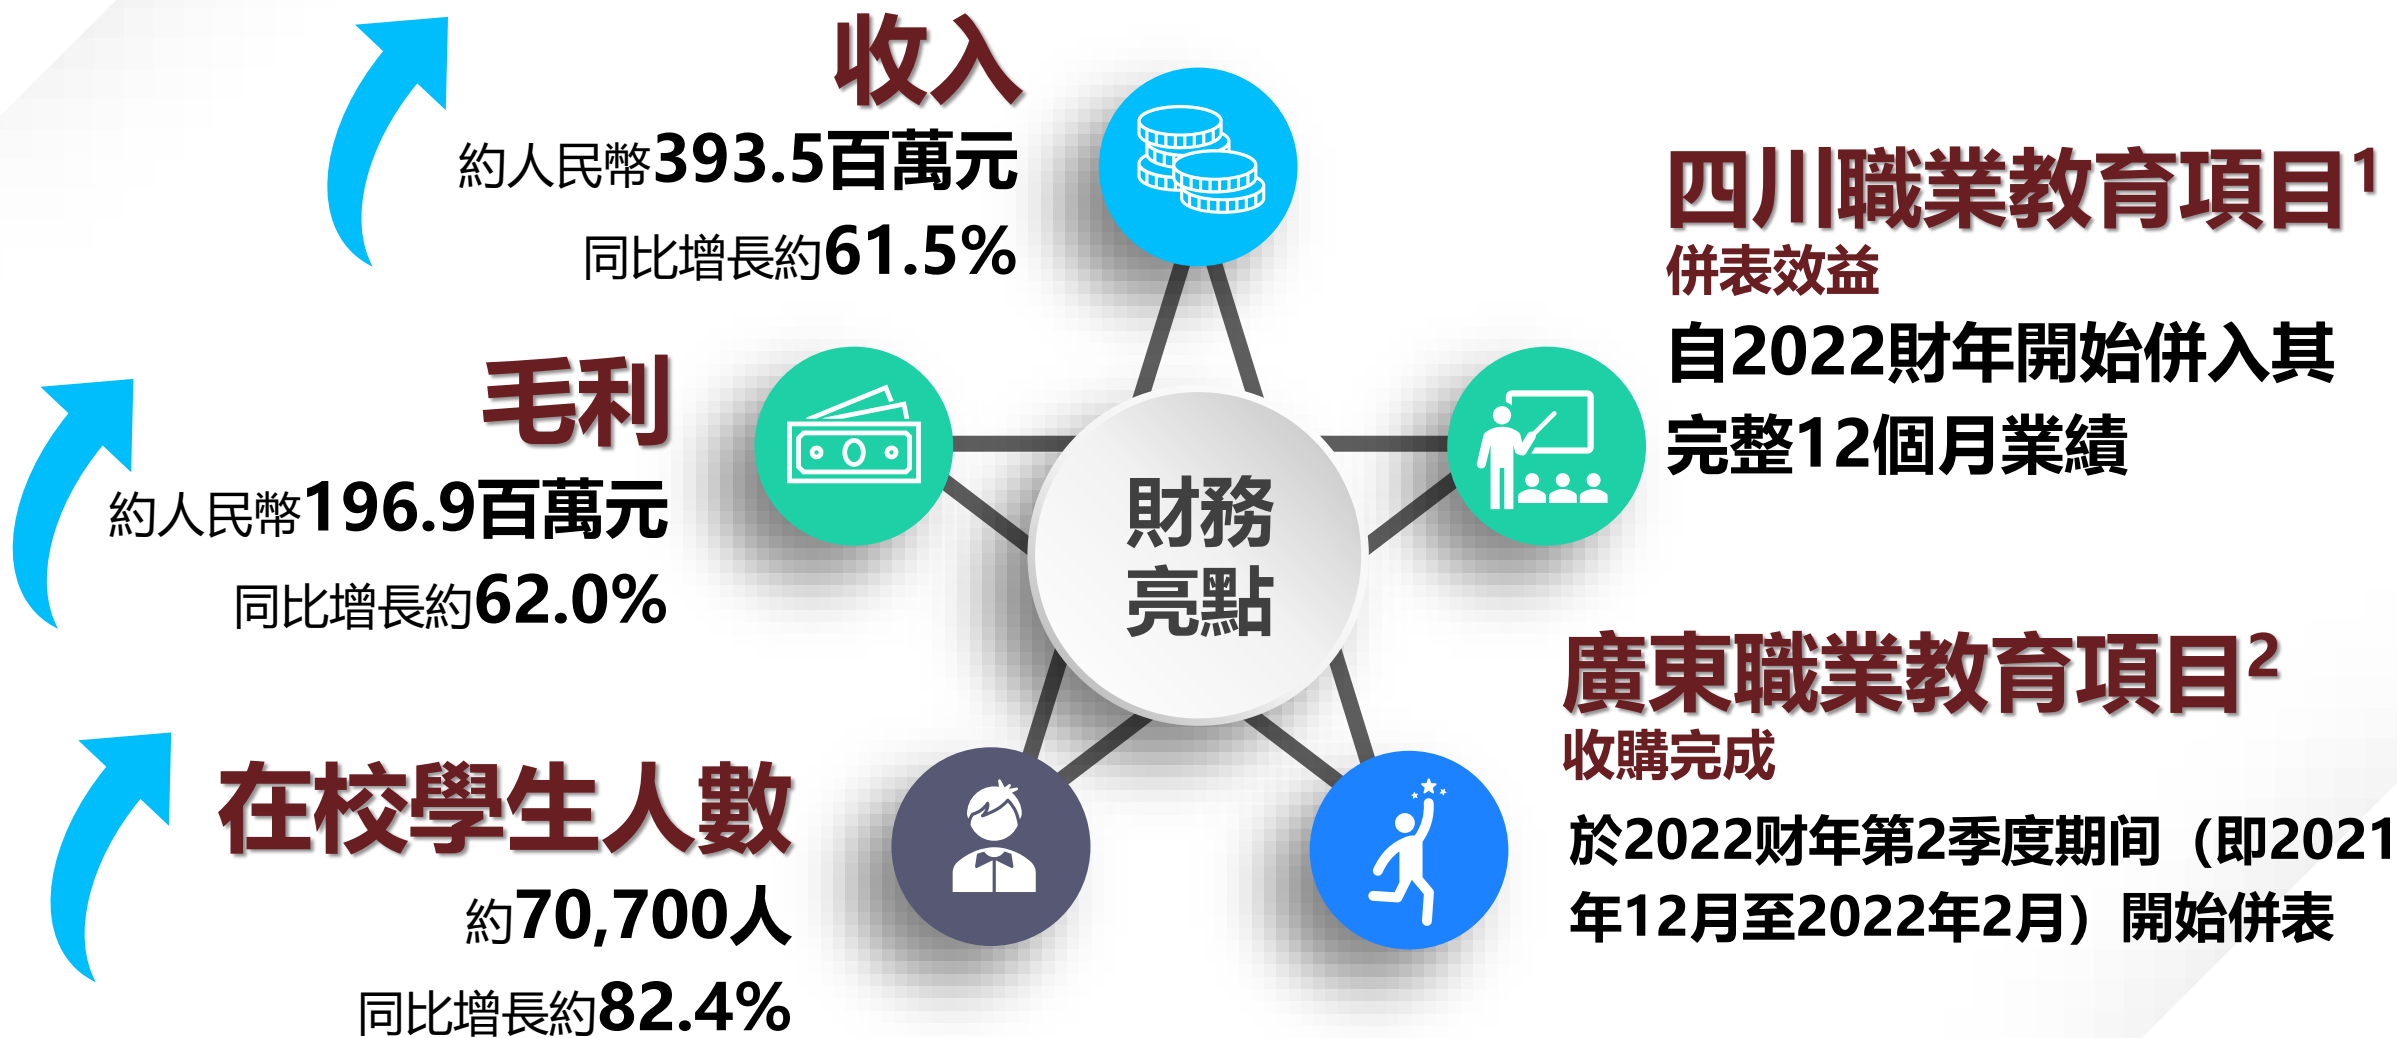 收入
約人民幣393.5百萬元
同比增長約61.5%
毛利
約人民幣196.9百萬元
同比增長約62.0%
在校學生人數
約70,700人
同比增長約82.4%
財務
亮點
四川職業教育項目1
併表效益
自2022財年開始併入其
完整12個月業績
廣東職業教育項目2
收購完成
於2022财年第2季度期间（即2021
年12月至2022年2月）開始併表